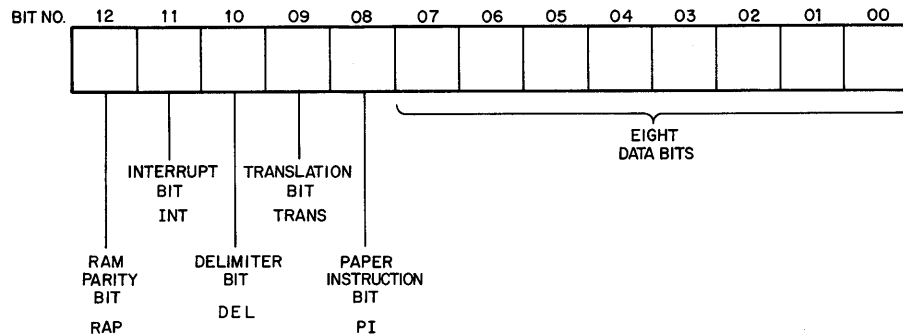 BIT NO. 12 11 10 09 08 07 06 05 04 03 02 01 00
EIGHT
DATA BITS
INTERRUPT
BIT
INT
TRANSLATION
BIT
TRANS
RAM
PARITY
BIT
RAP
DELIMITER
BIT
DEL
PAPER
INSTRUCTION
BIT
PI